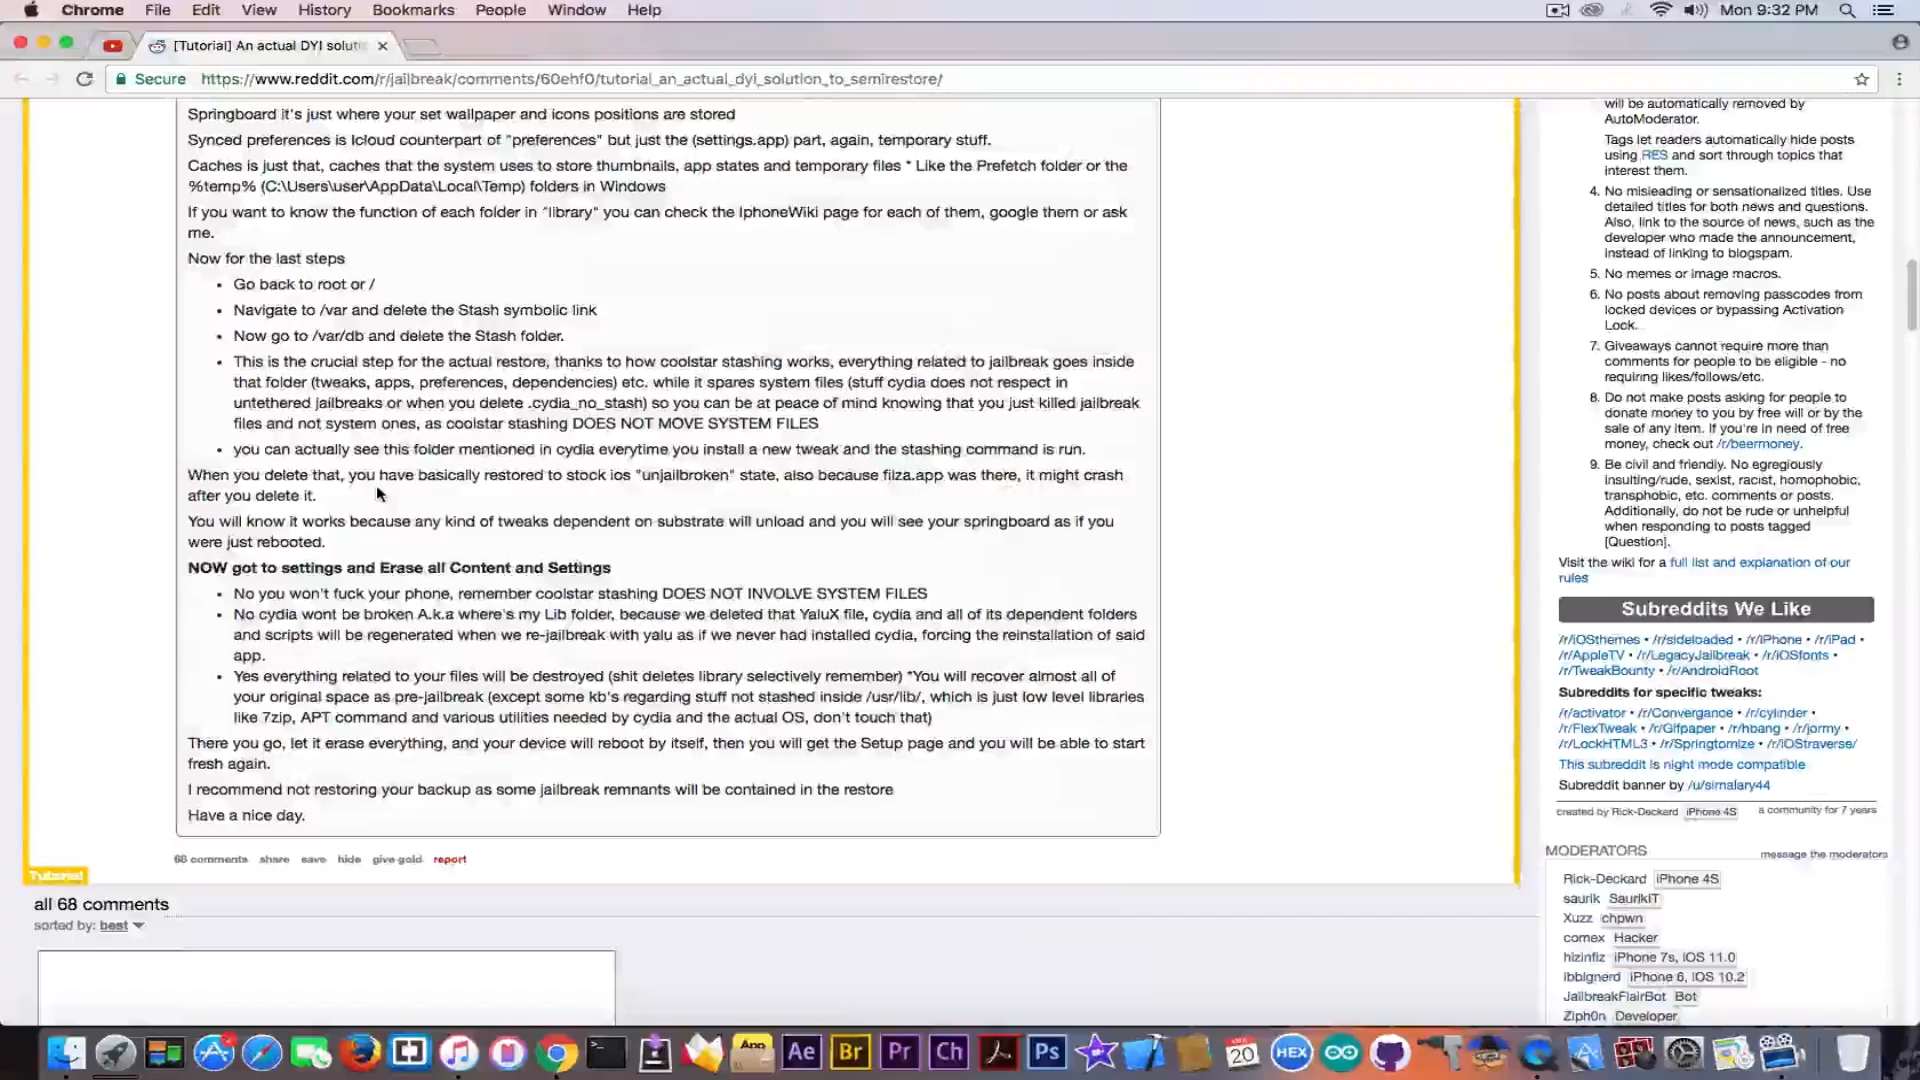 Chrome File Edit View History Bookmarks People Window Help Mon 9:32 PM
[Tutorial] An actual DYI soluti
Secure https://www.reddit.com/r/jailbreak/comments/60ehf0/tutorial_an_actual_dyi_solution_to_semirestore/
Springboard it's just where your set wallpaper and icons positions are stored
Synced preferences is Icloud counterpart of "preferences" but just the (settings.app) part, again, temporary stuff.
Caches is just that, caches that the system uses to store thumbnails, app states and temporary files * Like the Prefetch folder or the
%temp% (C:\Users\user\AppData\Local\Temp) folders in Windows
If you want to know the function of each folder in "library" you can check the IphoneWiki page for each of them, google them or ask
me.
Now for the last steps
• Go back to root or /
• Navigate to /var and delete the Stash symbolic link
• Now go to /var/db and delete the Stash folder.
• This is the crucial step for the actual restore, thanks to how coolstar stashing works, everything related to jailbreak goes inside
that folder (tweaks, apps, preferences, dependencies) etc. while it spares system files (stuff cydia does not respect in
untethered jailbreaks or when you delete .cydia_no_stash) so you can be at peace of mind knowing that you just killed jailbreak
files and not system ones, as coolstar stashing DOES NOT MOVE SYSTEM FILES
• you can actually see this folder mentioned in cydia everytime you install a new tweak and the stashing command is run.
When you delete that, you have basically restored to stock ios "unjailbroken" state, also because filza.app was there, it might crash
after you delete it.
You will know it works because any kind of tweaks dependent on substrate will unload and you will see your springboard as if you
were just rebooted.
NOW got to settings and Erase all Content and Settings
• No you won't fuck your phone, remember coolstar stashing DOES NOT INVOLVE SYSTEM FILES
• No cydia wont be broken A.k.a where's my Lib folder, because we deleted that YaluX file, cydia and all of its dependent folders
and scripts will be regenerated when we re-jailbreak with yalu as if we never had installed cydia, forcing the reinstallation of said
app.
• Yes everything related to your files will be destroyed (shit deletes library selectively remember) *You will recover almost all of
your original space as pre-jailbreak (except some kb's regarding stuff not stashed inside /usr/lib/, which is just low level libraries
like 7zip, APT command and various utilities needed by cydia and the actual OS, don't touch that)
There you go, let it erase everything, and your device will reboot by itself, then you will get the Setup page and you will be able to start
fresh again.
I recommend not restoring your backup as some jailbreak remnants will be contained in the restore
Have a nice day.
68 comments share save hide give gold report
Tutorial
all 68 comments
sorted by: best
will be automatically removed by
AutoModerator.
Tags let readers automatically hide posts
using RES and sort through topics that
interest them.
4. No misleading or sensationalized titles. Use
detailed titles for both news and questions.
Also, link to the source of news, such as the
developer who made the announcement,
instead of linking to blogspam.
5. No memes or image macros.
6. No posts about removing passcodes from
locked devices or bypassing Activation
Lock.
7. Giveaways cannot require more than
comments for people to be eligible - no
requiring likes/follows/etc.
8. Do not make posts asking for people to
donate money to you by free will or by the
sale of any item. If you're in need of free
money, check out /r/beermoney.
9. Be civil and friendly. No egregiously
insulting/rude, sexist, racist, homophobic,
transphobic, etc. comments or posts.
Additionally, do not be rude or unhelpful
when responding to posts tagged
[Question].
Visit the wiki for a full list and explanation of our
rules
Subreddits We Like
/r/iOSthemes • /r/sideloaded • /r/iPhone • /r/iPad •
/r/AppleTV • /r/LegacyJailbreak • /r/iOSfonts •
/r/TweakBounty • /r/AndroidRoot
Subreddits for specific tweaks:
/r/activator • /r/Convergance • /r/cylinder •
/r/FlexTweak • /r/Gifpaper • /r/hbang • /r/jormy •
/r/LockHTML3 • /r/Springtomize • /r/iOStraverse/
This subreddit is night mode compatible
Subreddit banner by /u/simalary44
created by Rick-Deckard iPhone 4S a community for 7 years
MODERATORS message the moderators
Rick-Deckard iPhone 4S
saurik SaurikIT
Xuzz chpwn
comex Hacker
hizinfiz iPhone 7s, iOS 11.0
ibbignerd iPhone 6, iOS 10.2
JailbreakFlairBot Bot
Ziph0n Developer
App Ae Br Pr Ch Ps 20 HEX